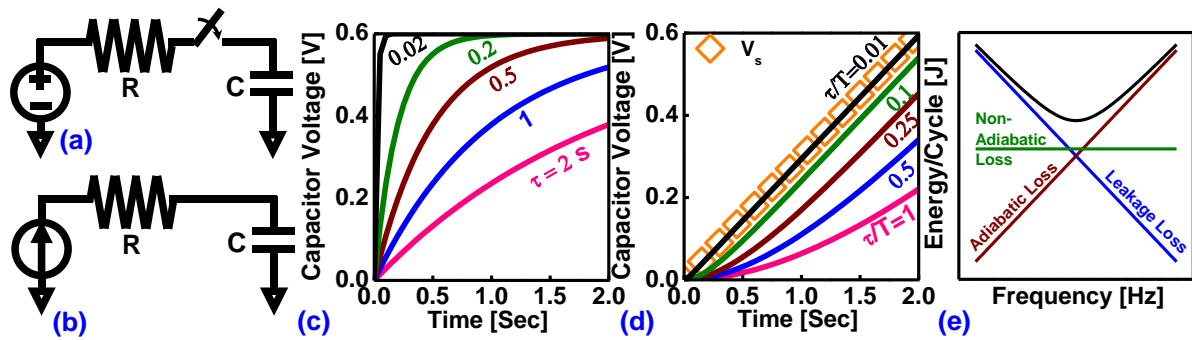 R
C
(a)
R
C
(b)
Capacitor Voltage [V]
0.6
0.4
0.2
0.0
0.02
0.2
0.5
1
τ = 2 s
0.0 0.5 1.0 1.5 2.0
Time [Sec]
(c)
Capacitor Voltage [V]
0.6
0.4
0.2
0.0
Vs
τ/T=0.01
0.1
0.25
0.5
τ/T=1
0.0 0.5 1.0 1.5 2.0
Time [Sec]
(d)
Energy/Cycle [J]
Non-
Adiabatic
Loss
Adiabatic Loss
Leakage Loss
Frequency [Hz]
(e)